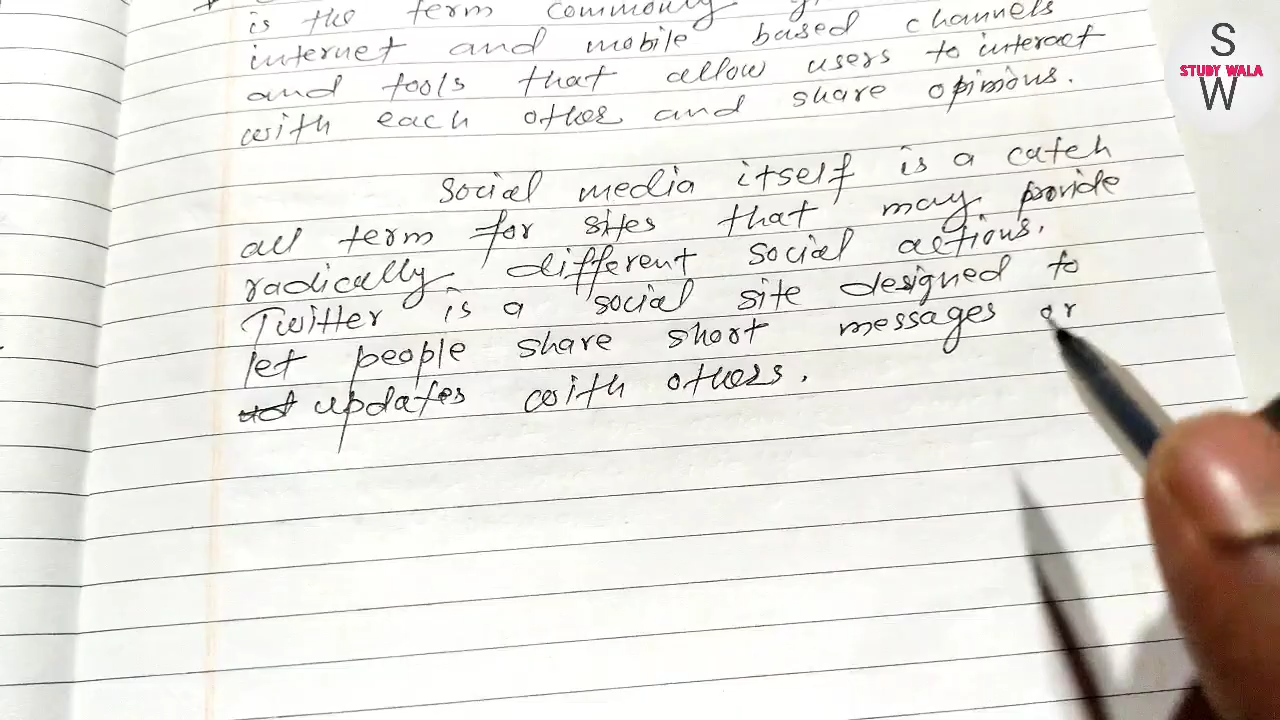 is the term commonly
internet and mobile based channels
and tools that allow users to interact
with each other and share opinions.
Social media itself is a catch
all term for sites that may provide
radically different social actions.
Twitter is a social site designed to
let people share short messages or
updates with others.
S
STUDY WALA
W